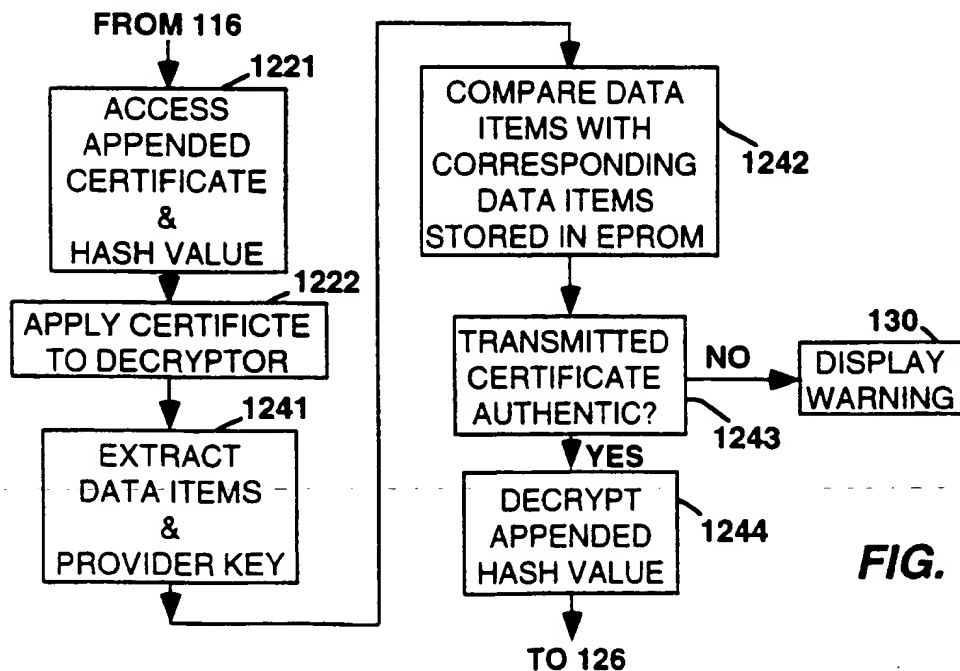 FROM 116
1221
ACCESS
APPENDED
CERTIFICATE
&
HASH VALUE
1222
APPLY CERTIFICTE
TO DECRYPTOR
1241
EXTRACT
DATA ITEMS
&
PROVIDER KEY
COMPARE DATA
ITEMS WITH
CORRESPONDING
DATA ITEMS
STORED IN EPROM
1242
TRANSMITTED
CERTIFICATE
AUTHENTIC?
1243
NO
130
DISPLAY
WARNING
YES
DECRYPT
APPENDED
HASH VALUE
1244
TO 126
FIG.